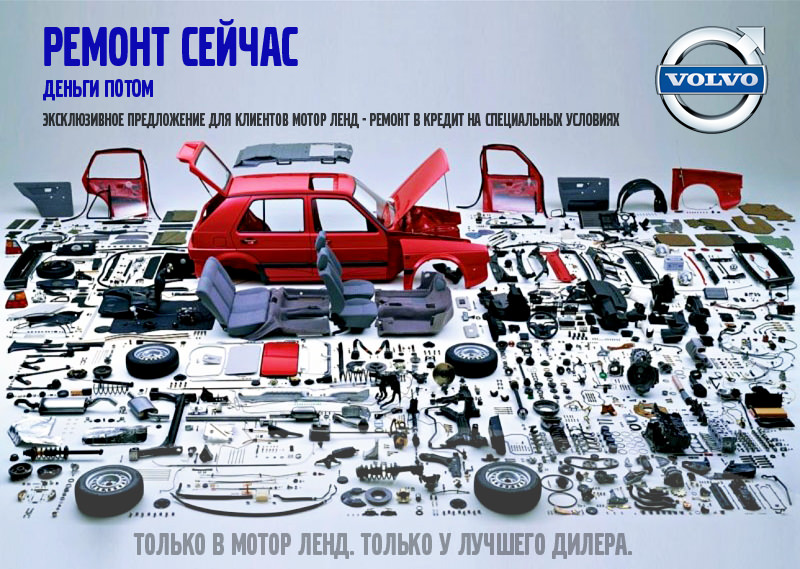 РЕМОНТ СЕЙЧАС
ДЕНЬГИ ПОТОМ
ЭКСКЛЮЗИВНОЕ ПРЕДЛОЖЕНИЕ ДЛЯ КЛИЕНТОВ МОТОР ЛЕНД - РЕМОНТ В КРЕДИТ НА СПЕЦИАЛЬНЫХ УСЛОВИЯХ
VOLVO
ТОЛЬКО В МОТОР ЛЕНД. ТОЛЬКО У ЛУЧШЕГО ДИЛЕРА.